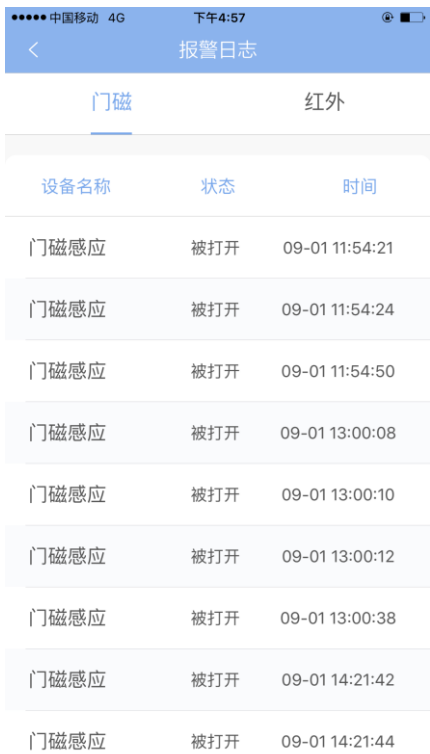 中国移动 4G 下午4:57
报警日志
门磁 红外
设备名称 状态 时间
门磁感应 被打开 09-01 11:54:21
门磁感应 被打开 09-01 11:54:24
门磁感应 被打开 09-01 11:54:50
门磁感应 被打开 09-01 13:00:08
门磁感应 被打开 09-01 13:00:10
门磁感应 被打开 09-01 13:00:12
门磁感应 被打开 09-01 13:00:38
门磁感应 被打开 09-01 14:21:42
门磁感应 被打开 09-01 14:21:44